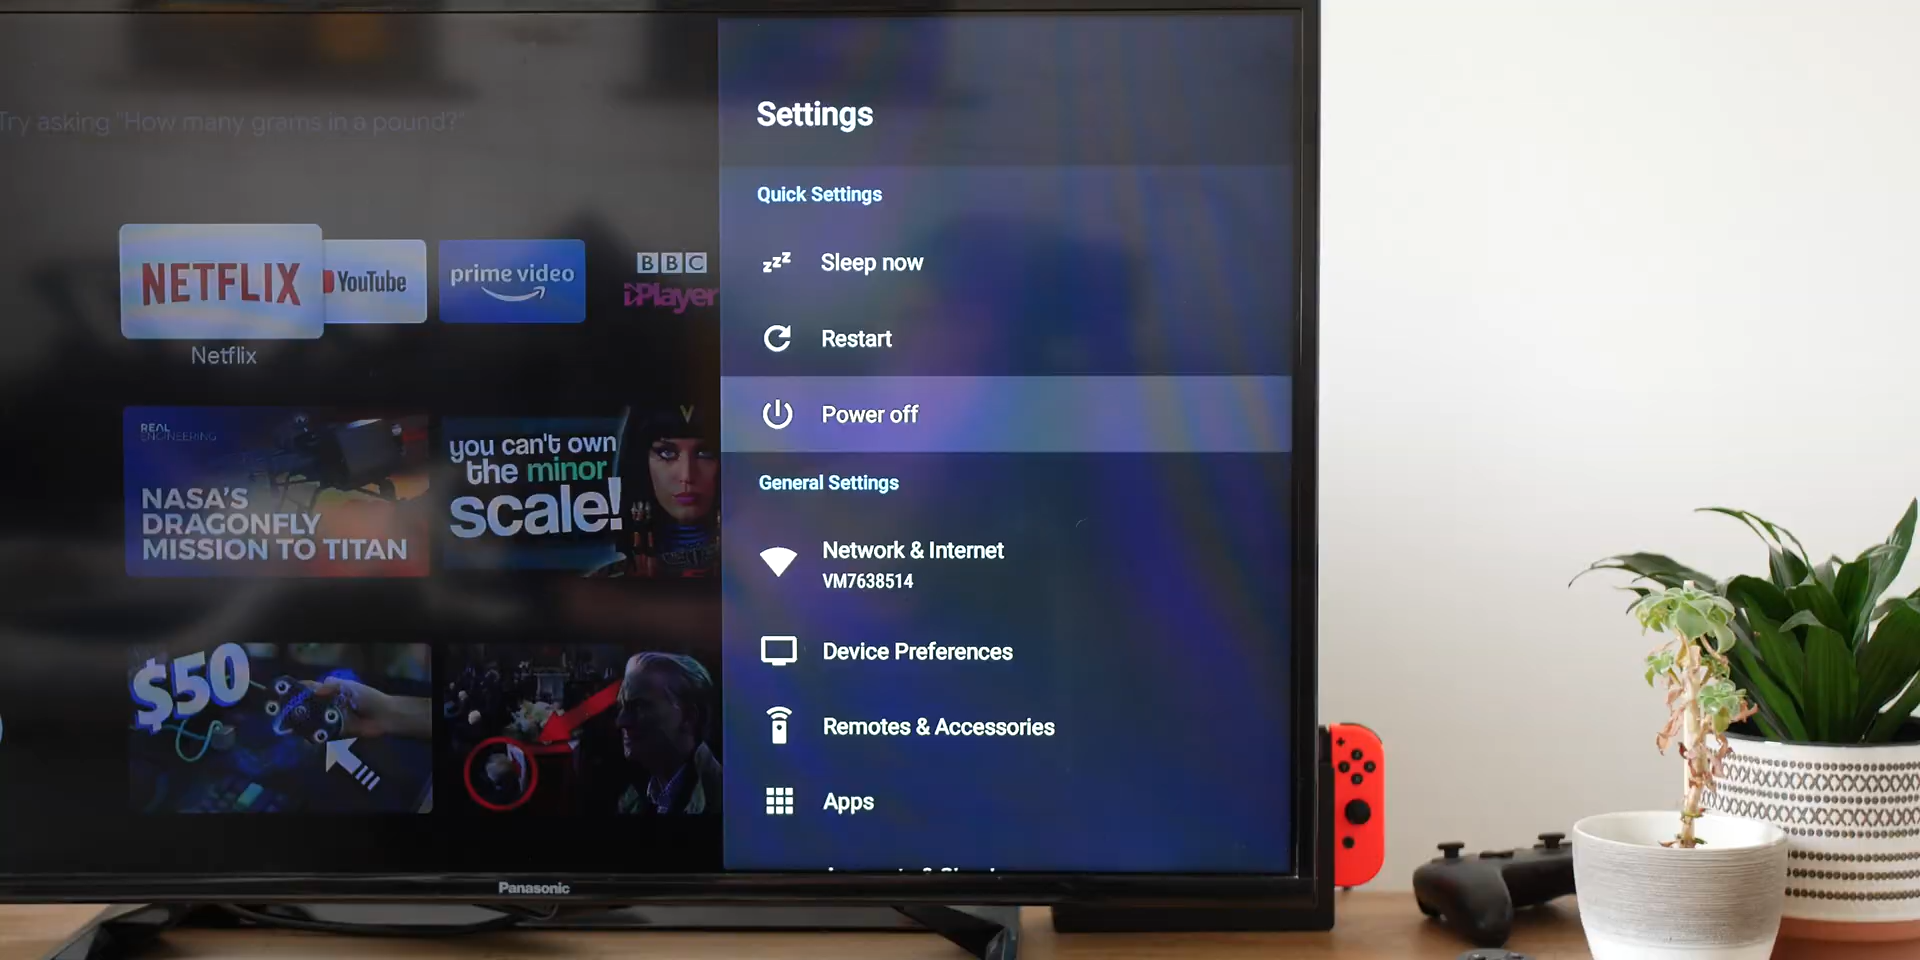 Try asking "How many grams in a pound?"
NETFLIX
YouTube
prime video
BBC
iPlayer
Netflix
REAL
ENGINEERING
NASA'S
DRAGONFLY
MISSION TO TITAN
you can't own
the minor
scale!
$50
Panasonic
Settings
Quick Settings
Sleep now
Restart
Power off
General Settings
Network & Internet
VM7638514
Device Preferences
Remotes & Accessories
Apps